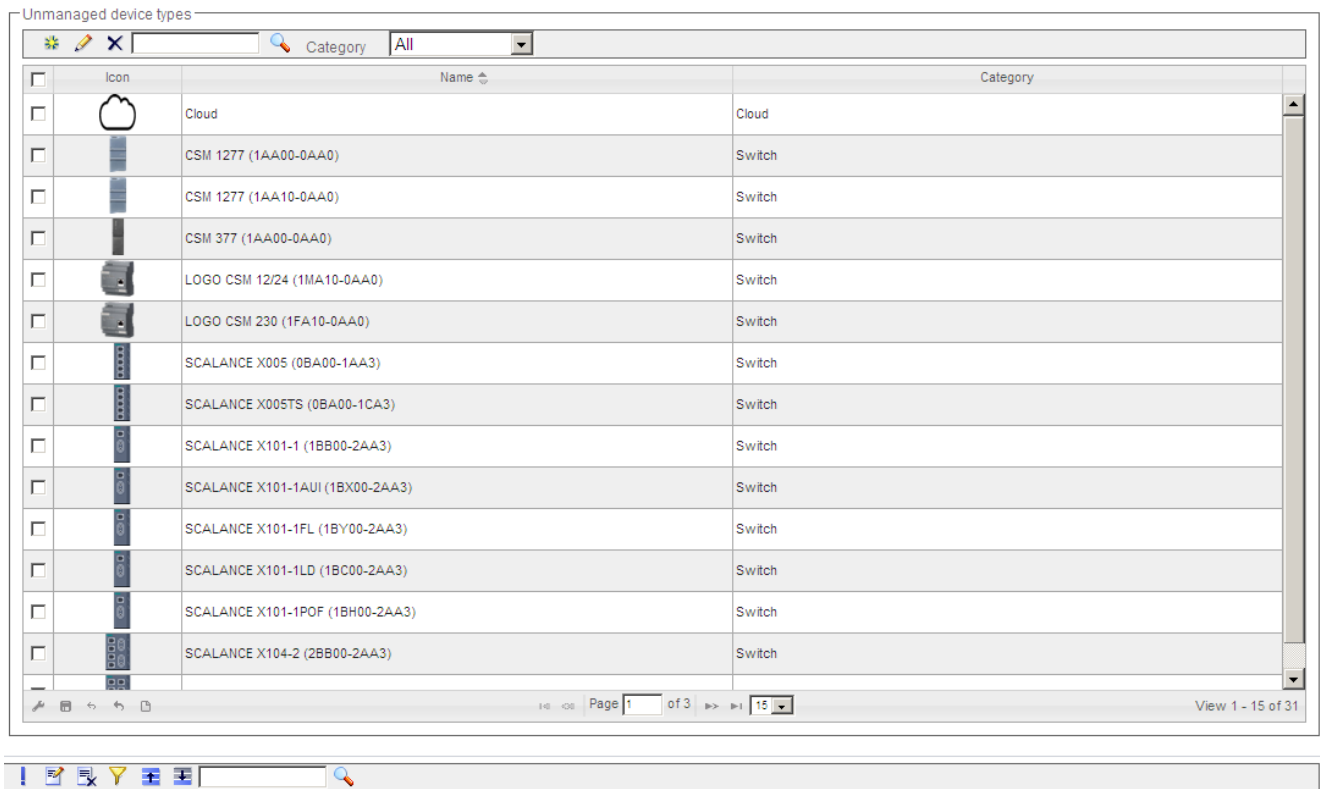 Unmanaged device types
Category All
Icon Name Category
Cloud Cloud
CSM 1277 (1AA00-0AA0) Switch
CSM 1277 (1AA10-0AA0) Switch
CSM 377 (1AA00-0AA0) Switch
LOGO CSM 12/24 (1MA10-0AA0) Switch
LOGO CSM 230 (1FA10-0AA0) Switch
SCALANCE X005 (0BA00-1AA3) Switch
SCALANCE X005TS (0BA00-1CA3) Switch
SCALANCE X101-1 (1BB00-2AA3) Switch
SCALANCE X101-1AUI (1BX00-2AA3) Switch
SCALANCE X101-1FL (1BY00-2AA3) Switch
SCALANCE X101-1LD (1BC00-2AA3) Switch
SCALANCE X101-1POF (1BH00-2AA3) Switch
SCALANCE X104-2 (2BB00-2AA3) Switch
Page 1 of 3 15 View 1 - 15 of 31